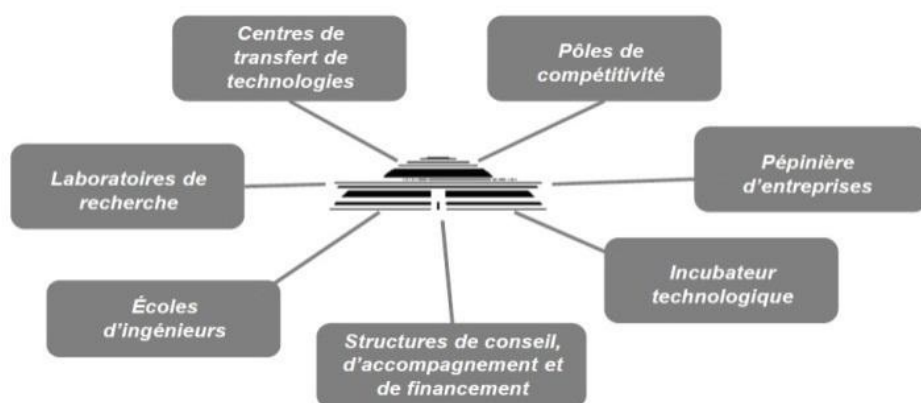 Centres de
transfert de
technologies
Pôles de
compétitivité
Laboratoires de
recherche
Pépinière
d'entreprises
Écoles
d'ingénieurs
Incubateur
technologique
Structures de conseil,
d'accompagnement et
de financement